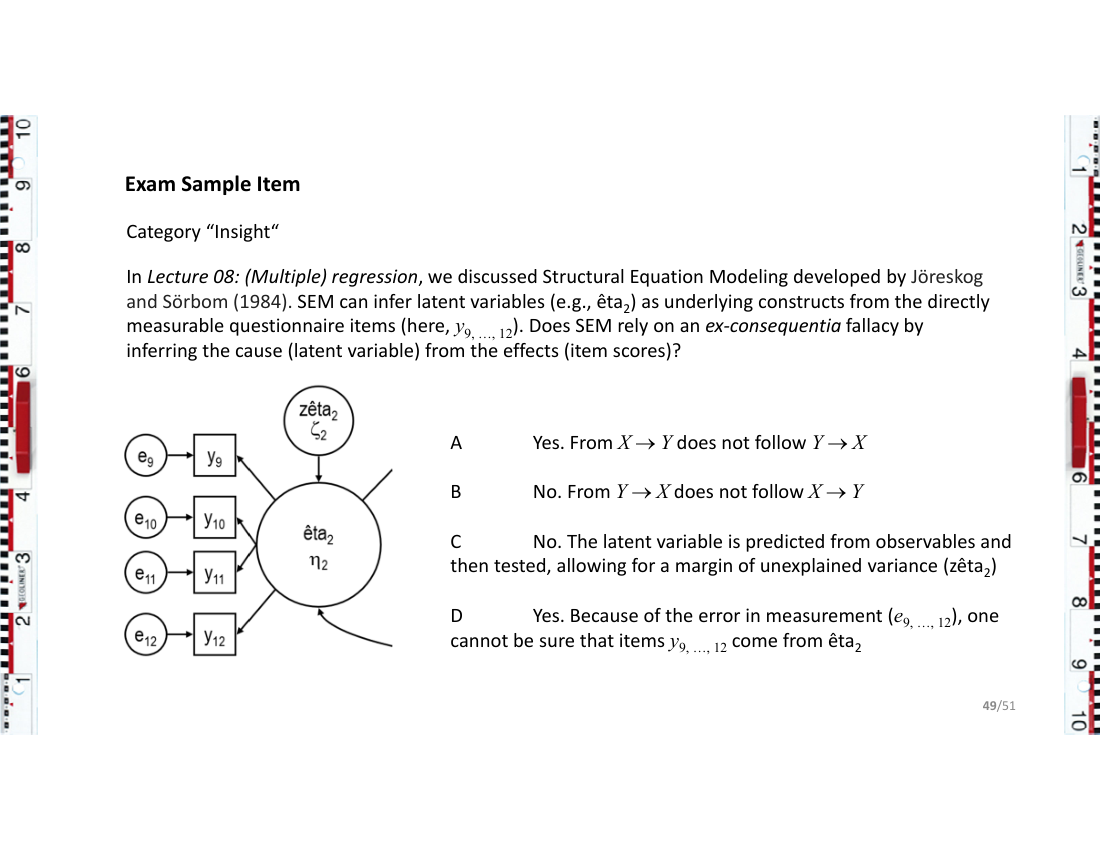 Exam Sample Item
Category “Insight“
In Lecture 08: (Multiple) regression, we discussed Structural Equation Modeling developed by Jöreskog
and Sörbom (1984). SEM can infer latent variables (e.g., êta₂) as underlying constructs from the directly
measurable questionnaire items (here, y₉, …, ₁₂). Does SEM rely on an ex-consequentia fallacy by
inferring the cause (latent variable) from the effects (item scores)?
zêta₂
ζ₂
e₉ y₉
e₁₀ y₁₀
e₁₁ y₁₁
e₁₂ y₁₂
êta₂
η₂
A Yes. From X → Y does not follow Y → X
B No. From Y → X does not follow X → Y
C No. The latent variable is predicted from observables and
then tested, allowing for a margin of unexplained variance (zêta₂)
D Yes. Because of the error in measurement (e₉, …, ₁₂), one
cannot be sure that items y₉, …, ₁₂ come from êta₂
49/51
10
9
8
7
6
4
3
GEOLINER
2
1
1
2
GEOLINER
3
4
6
7
8
9
10